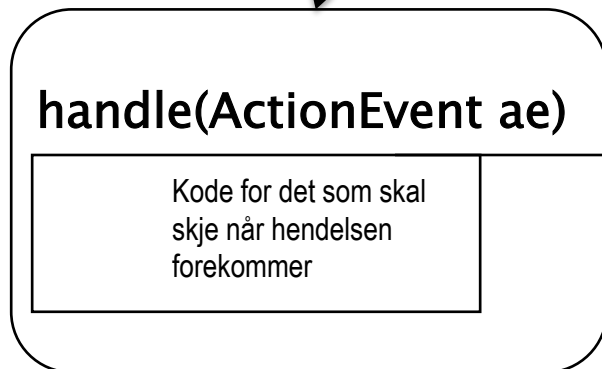 handle(ActionEvent ae)
Kode for det som skal
skje når hendelsen
forekommer